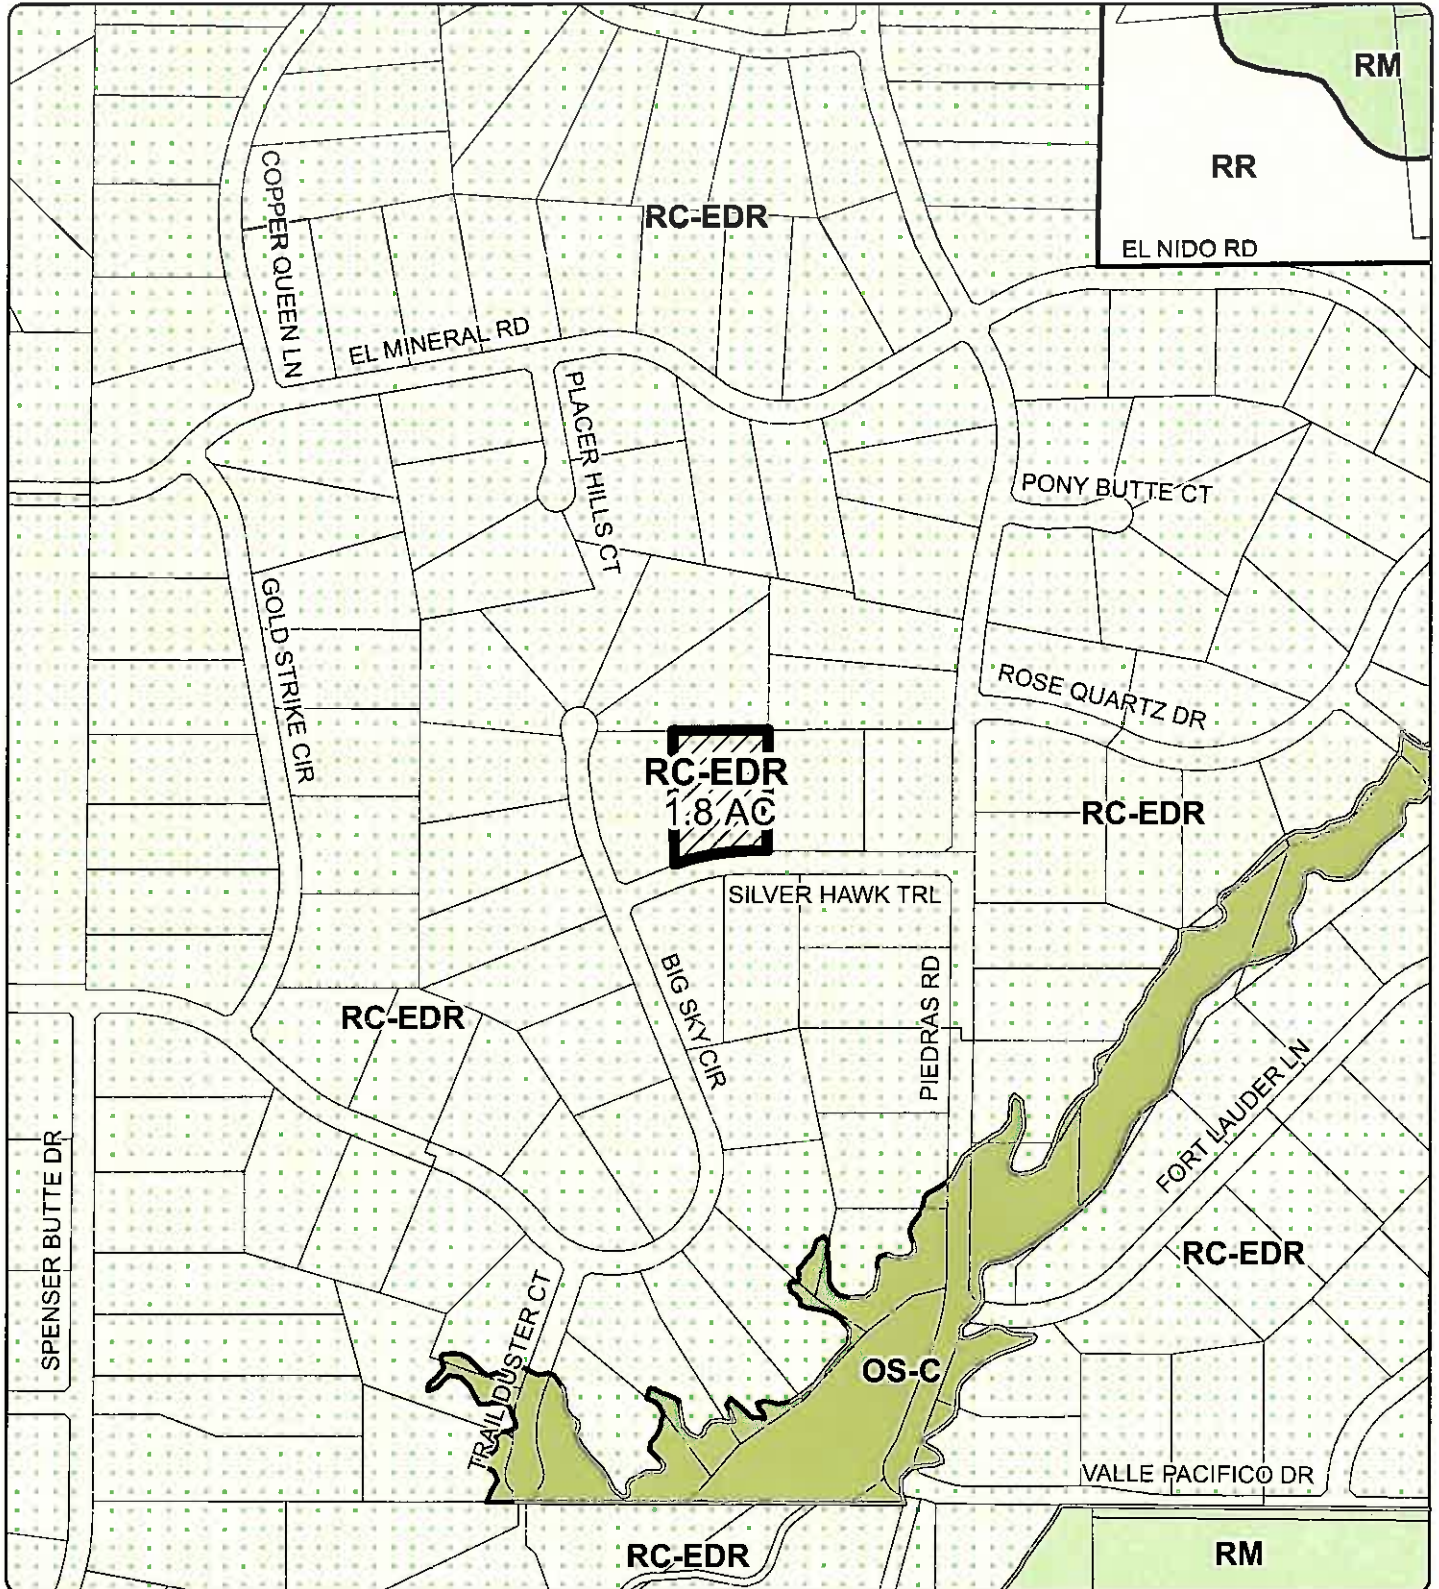 RM
RR
COPPER QUEEN LN
RC-EDR
EL NIDO RD
EL MINERAL RD
PLACER HILLS CT
PONY BUTTE CT
GOLD STRIKE CIR
ROSE QUARTZ DR
RC-EDR
1.8 AC
RC-EDR
SILVER HAWK TRL
BIG SKY CIR
PIEDRAS RD
RC-EDR
FORT LAUDER LN
SPENSER BUTTE DR
RC-EDR
TRAIL DUSTER CT
OS-C
VALLE PACIFICO DR
RC-EDR
RM